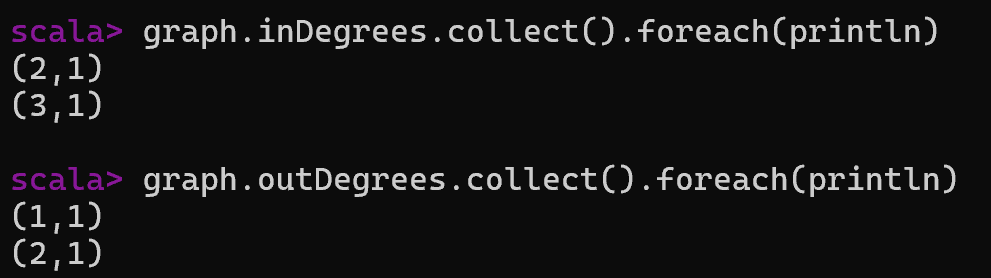 scala> graph.inDegrees.collect().foreach(println)
(2,1)
(3,1)
scala> graph.outDegrees.collect().foreach(println)
(1,1)
(2,1)